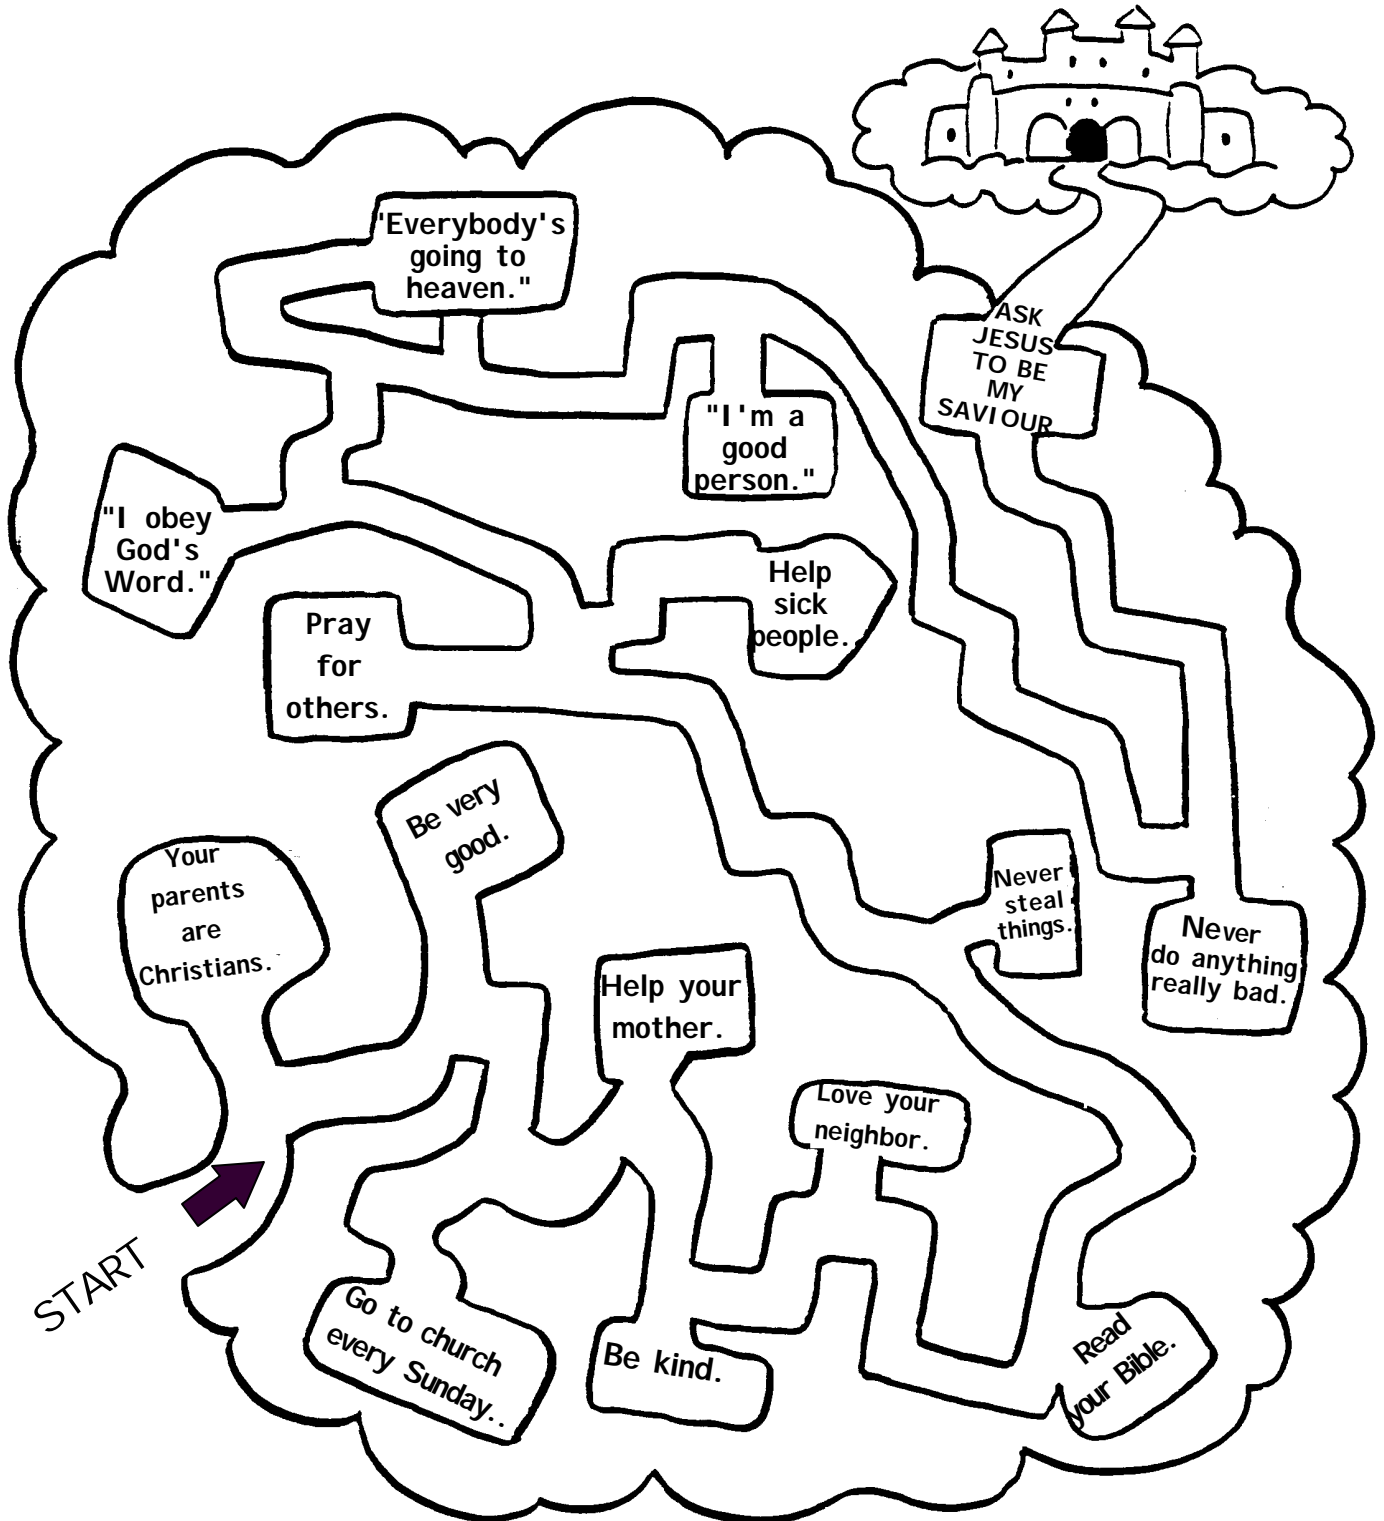 "Everybody's
going to
heaven."
ASK
JESUS
TO BE
MY
SAVIOUR
"I'm a
good
person."
"I obey
God's
Word."
Help
sick
people.
Pray
for
others.
Be very
good.
Your
parents
are
Christians.
Never
steal
things.
Never
do anything
really bad.
Help your
mother.
Love your
neighbor.
START
Go to church
every Sunday..
Be kind.
Read
your Bible.